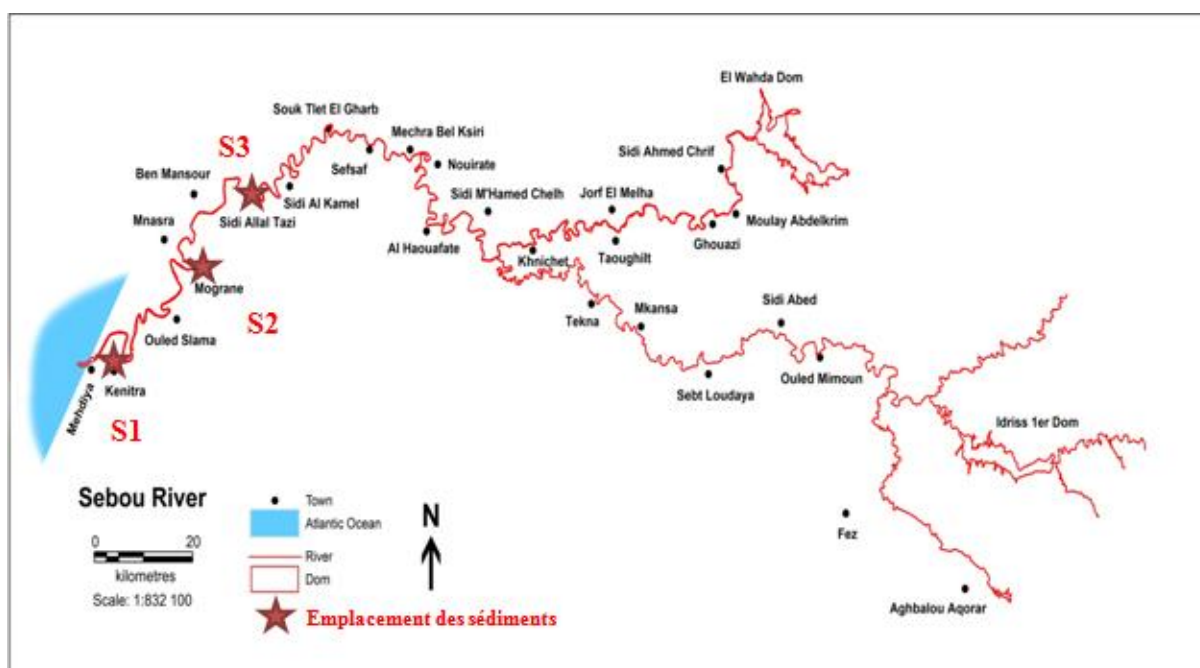 El Wahda Dom
Souk Tlet El Gharb
S3
Mechra Bel Ksiri
Sefsaf
Nouirate
Sidi Ahmed Chrif
Ben Mansour
Sidi Al Kamel
Sidi M'Hamed Chelh
Jorf El Melha
Sidi Allal Tazi
Moulay Abdelkrim
Mnasra
Ghouazi
Al Haouafate
Khnichet
Taoughilt
Mograne
S2
Tekna
Mkansa
Sidi Abed
Ouled Slama
Ouled Mimoun
Sebt Loudaya
Kenitra
Mehdiya
S1
Idriss 1er Dom
Sebou River
0 20
kilometres
Scale: 1:832 100
Town
Atlantic Ocean
River
Dom
Emplacement des sédiments
N
Fez
Aghbalou Aqorar